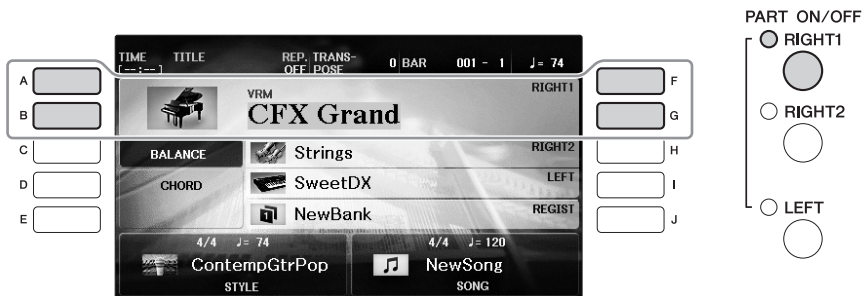 PART ON/OFF
TIME TITLE REP. TRANS- 0 BAR 001 - 1 ♩= 74
[--:--] OFF POSE
RIGHT1
A F
VRM RIGHT1
B CFX Grand G
RIGHT2
C BALANCE Strings RIGHT2 H
D CHORD SweetDX LEFT I
E NewBank REGIST J
LEFT
4/4 ♩= 74 4/4 ♩= 120
ContempGtrPop NewSong
STYLE SONG